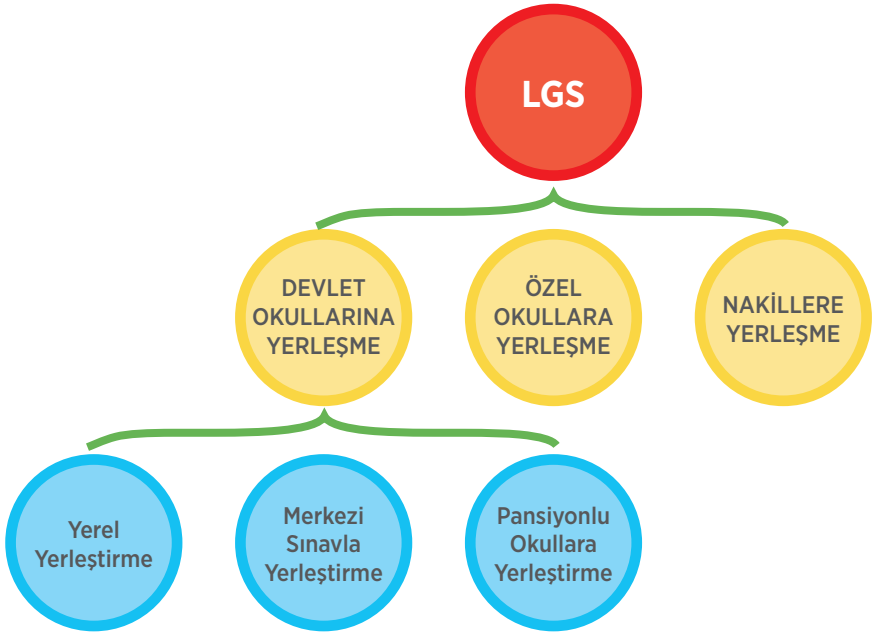 LGS
DEVLET
OKULLARINA
YERLEŞME
ÖZEL
OKULLARA
YERLEŞME
NAKİLLERE
YERLEŞME
Yerel
Yerleştirme
Merkezi
Sınavla
Yerleştirme
Pansiyonlu
Okullara
Yerleştirme